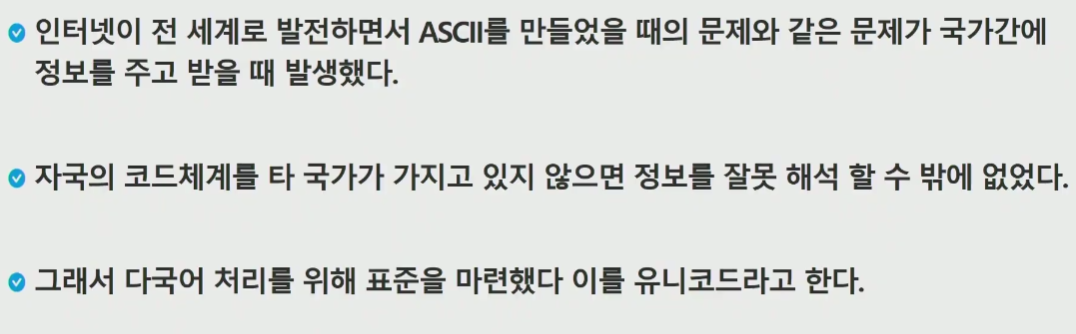 인터넷이 전 세계로 발전하면서 ASCII를 만들었을 때의 문제와 같은 문제가 국가간에
정보를 주고 받을 때 발생했다.
자국의 코드체계를 타 국가가 가지고 있지 않으면 정보를 잘못 해석 할 수 밖에 없었다.
그래서 다국어 처리를 위해 표준을 마련했다 이를 유니코드라고 한다.